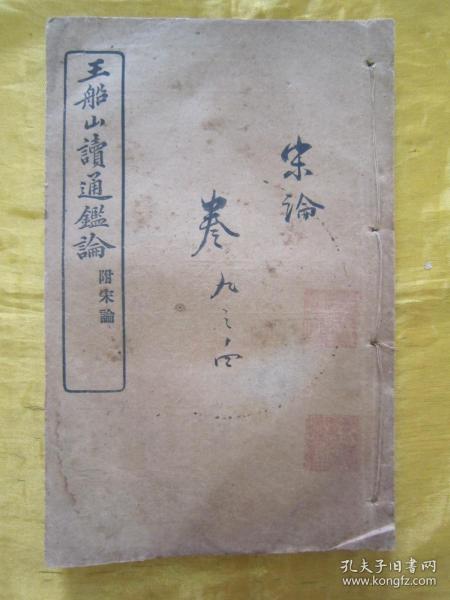 宋論
卷九之十四
王船山讀通鑑論 附宋論
孔夫子旧书网
www.kongfz.com